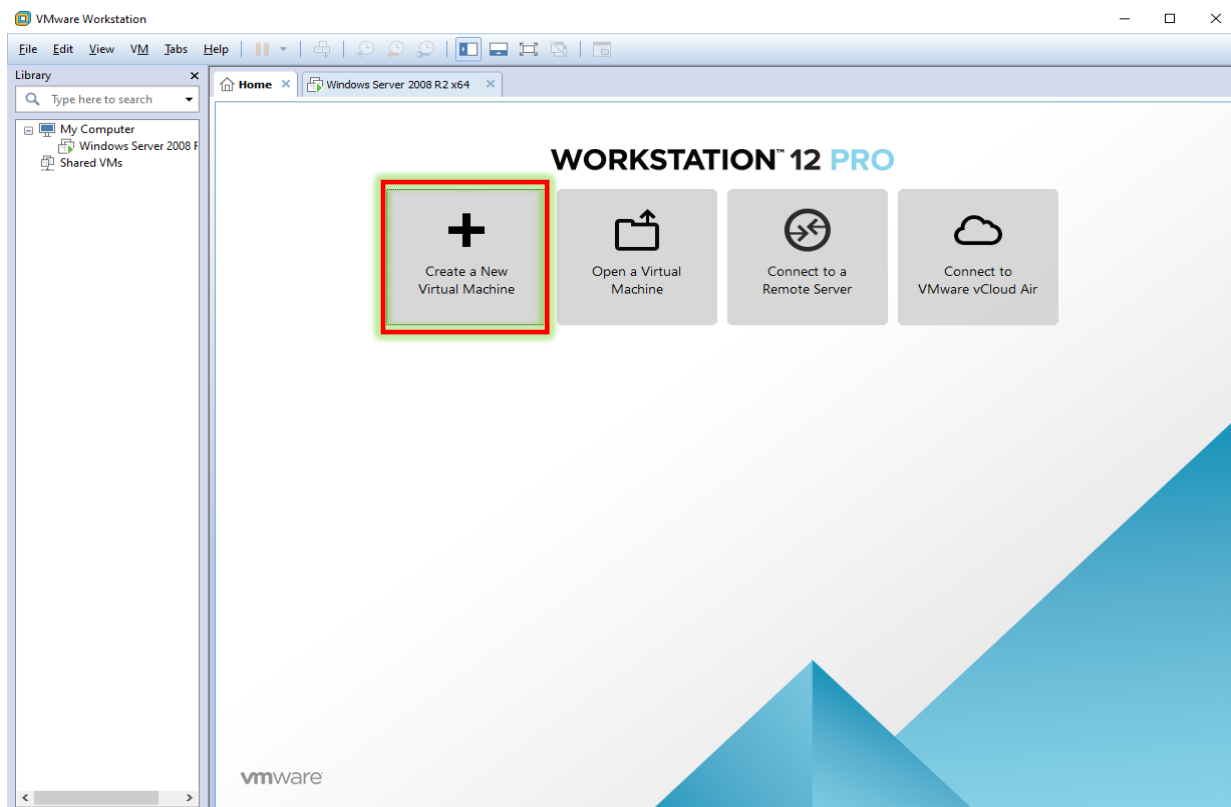 VMware Workstation
File Edit View VM Tabs Help
Library
Type here to search
My Computer
Windows Server 2008 R
Shared VMs
Home
Windows Server 2008 R2 x64
WORKSTATION™ 12 PRO
Create a New
Virtual Machine
Open a Virtual
Machine
Connect to a
Remote Server
Connect to
VMware vCloud Air
vmware